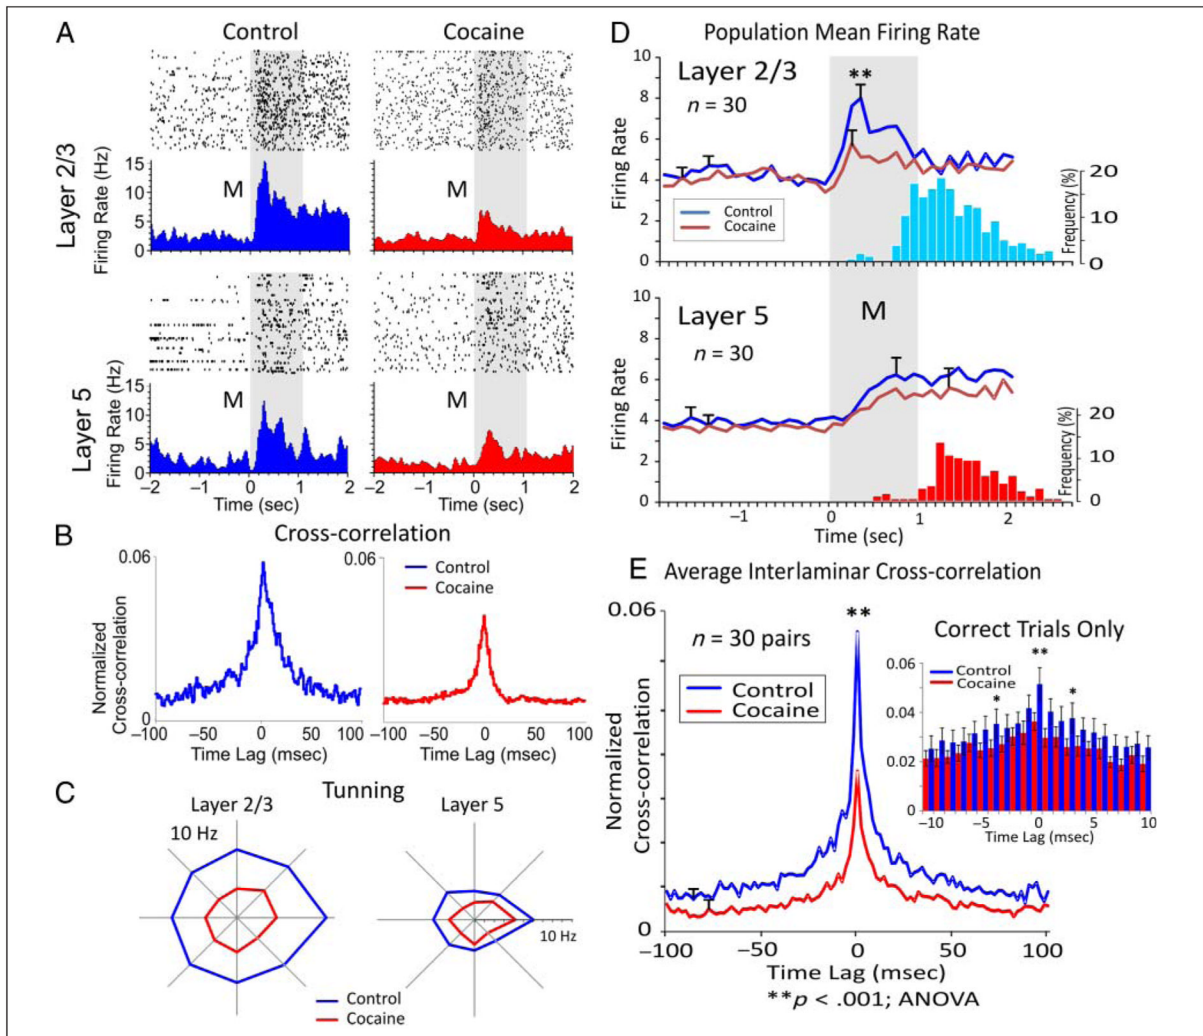 A
Control
Cocaine
Layer 2/3
Firing Rate (Hz)
15
10
5
0
M
M
Layer 5
Firing Rate (Hz)
15
10
5
0
M
M
−2 −1 0 1 2
−2 −1 0 1 2
Time (sec)
Time (sec)
B
Cross-correlation
0.06
0.06
Control
Cocaine
Normalized
Cross-correlation
0
−100 −50 0 50 100
−100 −50 0 50 100
Time Lag (msec)
Time Lag (msec)
C
Tunning
Layer 2/3
Layer 5
10 Hz
10 Hz
Control
Cocaine
D
Population Mean Firing Rate
Layer 2/3
n = 30
**
Firing Rate
10
8
6
4
2
0
Control
Cocaine
Frequency (%)
20
10
0
Layer 5
n = 30
M
Firing Rate
10
8
6
4
2
0
Frequency (%)
20
10
0
−1 0 1 2
Time (sec)
E
Average Interlaminar Cross-correlation
0.06
**
n = 30 pairs
Control
Cocaine
Normalized
Cross-correlation
0
−100 −50 0 50 100
Time Lag (msec)
**p < .001; ANOVA
Correct Trials Only
**
0.06
Control
Cocaine
*
*
0.04
0.02
0
−10 −5 0 5 10
Time Lag (msec)